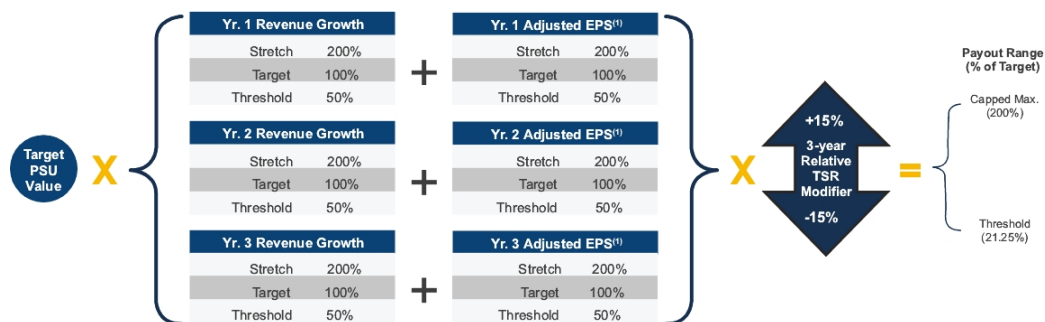 Target
PSU
Value
X
Yr. 1 Revenue Growth
Stretch 200%
Target 100%
Threshold 50%
+
Yr. 1 Adjusted EPS(1)
Stretch 200%
Target 100%
Threshold 50%
Yr. 2 Revenue Growth
Stretch 200%
Target 100%
Threshold 50%
+
Yr. 2 Adjusted EPS(1)
Stretch 200%
Target 100%
Threshold 50%
Yr. 3 Revenue Growth
Stretch 200%
Target 100%
Threshold 50%
+
Yr. 3 Adjusted EPS(1)
Stretch 200%
Target 100%
Threshold 50%
X
+15%
3-year
Relative
TSR
Modifier
-15%
=
Payout Range
(% of Target)
Capped Max.
(200%)
Threshold
(21.25%)